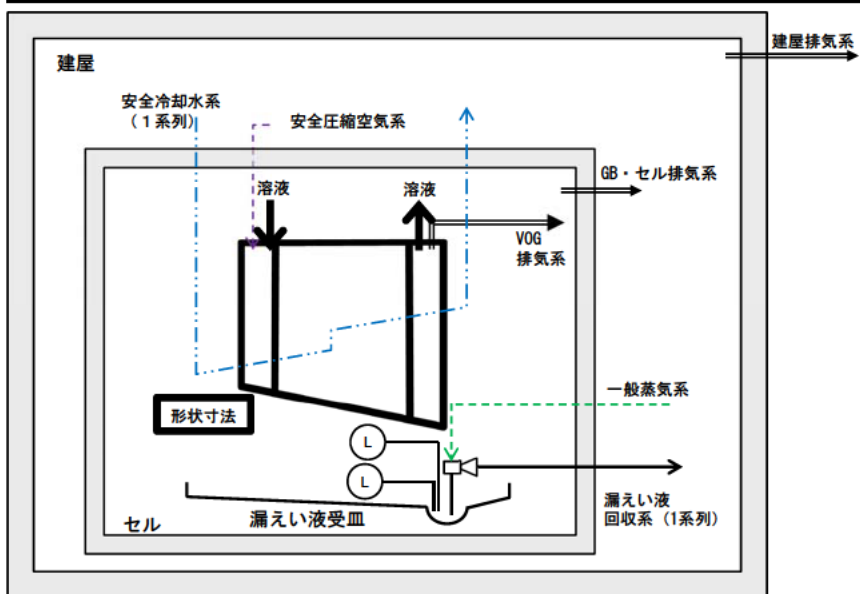 建屋排気系
建屋
安全冷却水系
(1系列)
安全圧縮空気系
GB・セル排気系
溶液
溶液
VOG
排気系
一般蒸気系
形状寸法
L
L
漏えい液
回収系 (1系列)
漏えい液受皿
セル